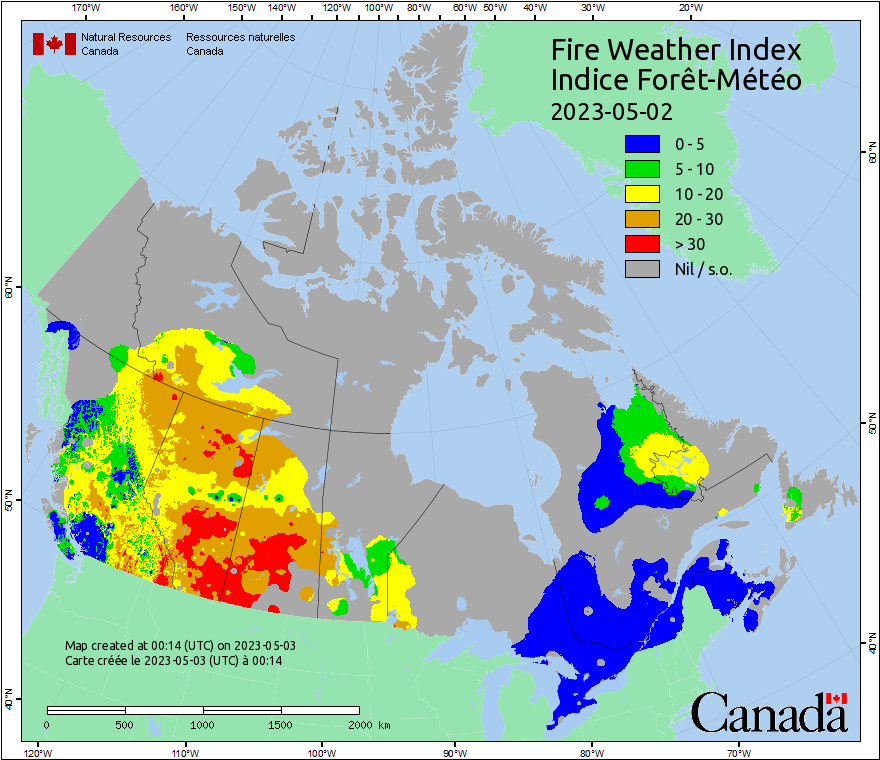 170°W 160°W 150°W 140°W 130°W 120°W 110°W 100°W 90°W 80°W 70°W 60°W 50°W 40°W 30°W 20°W
Natural Resources Ressources naturelles
Canada Canada
Fire Weather Index
Indice Forêt-Météo
2023-05-02
0 - 5
5 - 10
10 - 20
20 - 30
> 30
Nil / s.o.
60°N
60°N
50°N
50°N
40°N
40°N
Map created at 00:14 (UTC) on 2023-05-03
Carte créée le 2023-05-03 (UTC) à 00:14
0 500 1000 1500 2000 km
Canada
120°W 110°W 100°W 90°W 80°W 70°W